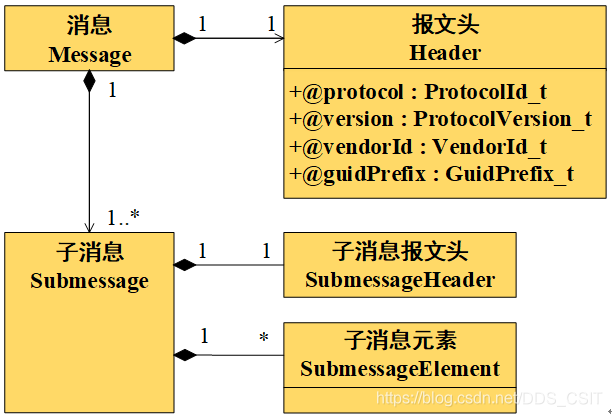 消息
Message
1
1
报文头
Header
+@protocol : ProtocolId_t
+@version : ProtocolVersion_t
+@vendorId : VendorId_t
+@guidPrefix : GuidPrefix_t
1
1..*
子消息
Submessage
1
1
子消息报文头
SubmessageHeader
1
*
子消息元素
SubmessageElement
https://blog.csdn.net/DDS_CSIT